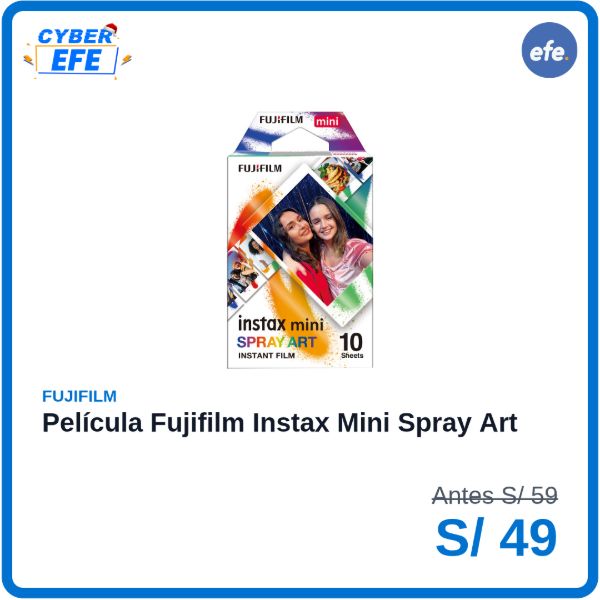 CYBER
EFE
efe.
FUJIFILM
mini
FUJIFILM
instax mini
SPRAY ART
INSTANT FILM
10
Sheets
FUJIFILM
Película Fujifilm Instax Mini Spray Art
Antes S/ 59
S/ 49